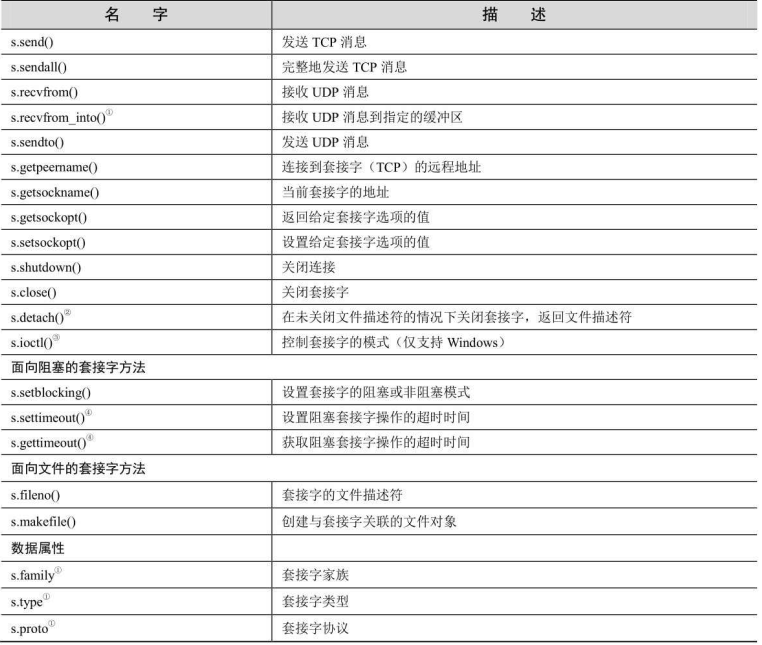 名 字 描 述
s.send() 发送 TCP 消息
s.sendall() 完整地发送 TCP 消息
s.recvfrom() 接收 UDP 消息
s.recvfrom_into()① 接收 UDP 消息到指定的缓冲区
s.sendto() 发送 UDP 消息
s.getpeername() 连接到套接字（TCP）的远程地址
s.getsockname() 当前套接字的地址
s.getsockopt() 返回给定套接字选项的值
s.setsockopt() 设置给定套接字选项的值
s.shutdown() 关闭连接
s.close() 关闭套接字
s.detach()② 在未关闭文件描述符的情况下关闭套接字，返回文件描述符
s.ioctl()③ 控制套接字的模式（仅支持 Windows）
面向阻塞的套接字方法
s.setblocking() 设置套接字的阻塞或非阻塞模式
s.settimeout()④ 设置阻塞套接字操作的超时时间
s.gettimeout()④ 获取阻塞套接字操作的超时时间
面向文件的套接字方法
s.fileno() 套接字的文件描述符
s.makefile() 创建与套接字关联的文件对象
数据属性
s.family① 套接字家族
s.type① 套接字类型
s.proto① 套接字协议